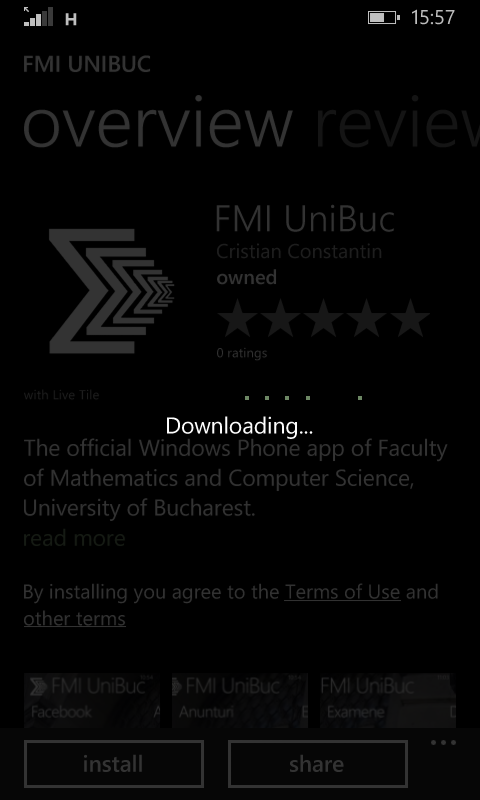 H
15:57
FMI UNIBUC
overview review
FMI UniBuc
Cristian Constantin
owned
0 ratings
with Live Tile
Downloading...
The official Windows Phone app of Faculty
of Mathematics and Computer Science,
University of Bucharest.
read more
By installing you agree to the Terms of Use and
other terms
FMI UniBuc FMI UniBuc FMI UniBuc
Facebook A Anunturi E Examene
install share